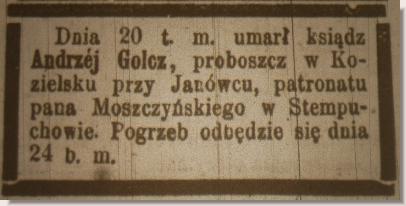 Dnia 20 t. m. umarł ksiądz
Andrzéj Golcz, proboszcz w Ko-
zielsku przy Janówcu, patronatu
pana Moszczyńskiego w Stempu-
chowie. Pogrzeb odbędzie się dnia
24 b. m.